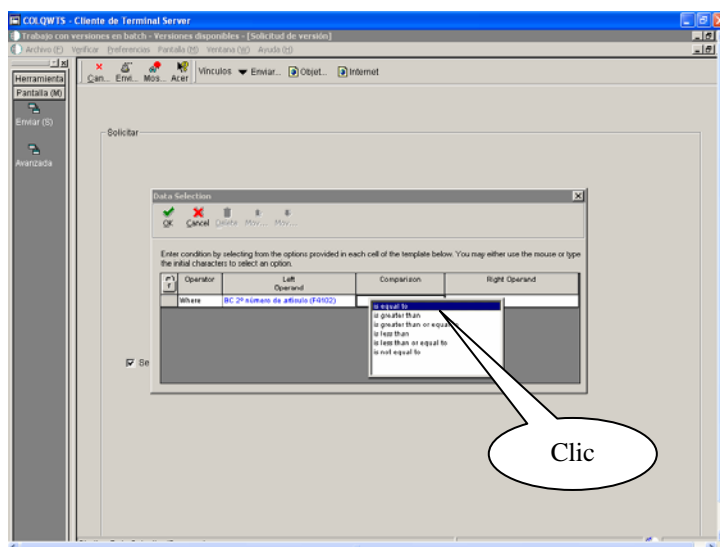 COLQWTS - Cliente de Terminal Server
Trabajo con versiones en batch - Versiones disponibles - [Solicitud de versión]
Archivo (F) Verificar Preferencias Pantalla (M) Ventana (W) Ayuda (H)
Herramienta
Pantalla (M)
Can... Envi... Mos... Acer Vínculos Enviar... Objet... Internet
Enviar (S)
Avanzada
Solicitar
Data Selection
OK Cancel Delete Mov... Mov...
Enter condition by selecting from the options provided in each cell of the template below. You may either use the mouse or type
the initial characters to select an option.
Operator Left Operand Comparison Right Operand
Where BC 2º número de artículo (F4102)
is equal to
is greater than
is greater than or equal
is less than
is less than or equal to
is not equal to
Se
Clic